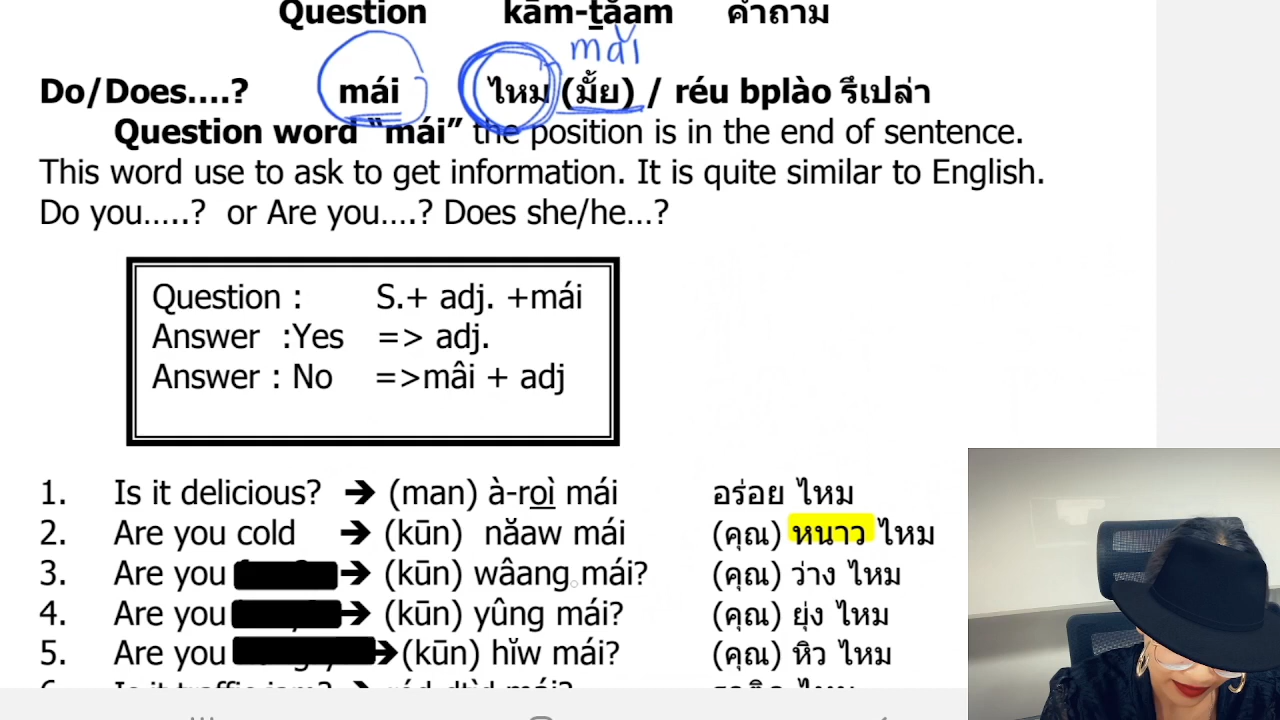 Question kām-tǎam คำถาม
mǎi
Do/Does....? mái ไหม (มั้ย) / réu bplào รึเปล่า
Question word “mái” the position is in the end of sentence.
This word use to ask to get information. It is quite similar to English.
Do you…..? or Are you….? Does she/he…?
Question : S.+ adj. +mái
Answer :Yes => adj.
Answer : No =>mâi + adj
1. Is it delicious? ➔ (man) à-roì mái อร่อย ไหม
2. Are you cold ➔ (kūn) năaw mái (คุณ) หนาว ไหม
3. Are you ➔ (kūn) wâang mái? (คุณ) ว่าง ไหม
4. Are you ➔ (kūn) yûng mái? (คุณ) ยุ่ง ไหม
5. Are you ➔ (kūn) hĭw mái? (คุณ) หิว ไหม